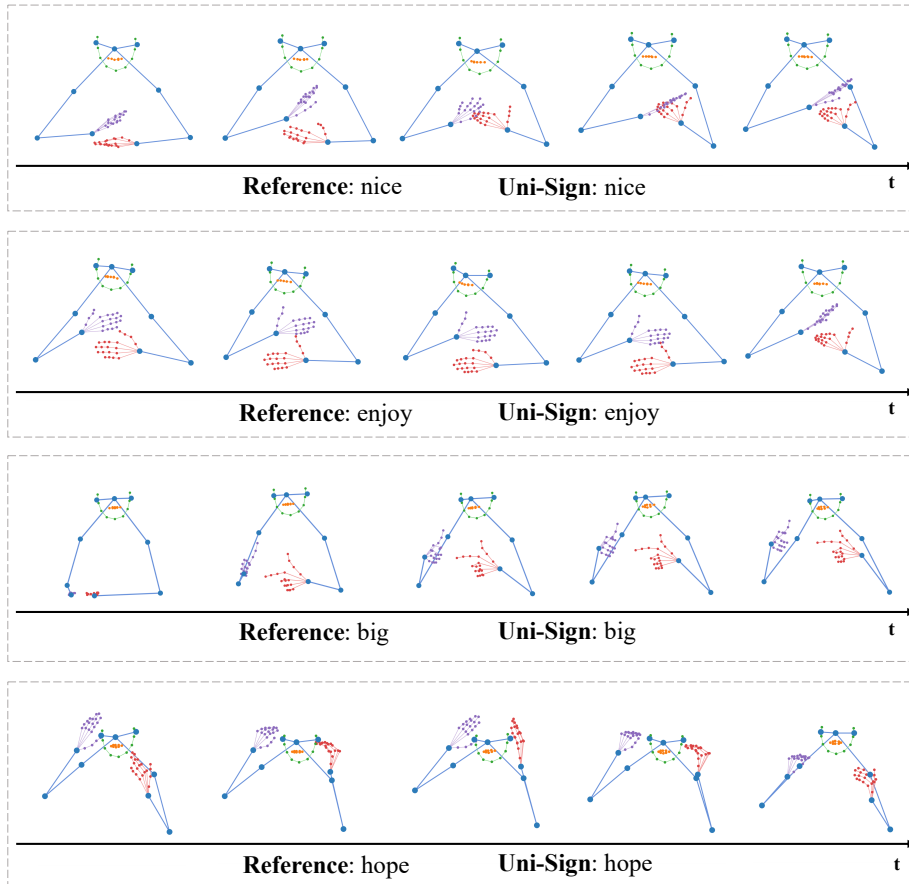 t
Reference: nice Uni-Sign: nice
t
Reference: enjoy Uni-Sign: enjoy
t
Reference: big Uni-Sign: big
t
Reference: hope Uni-Sign: hope